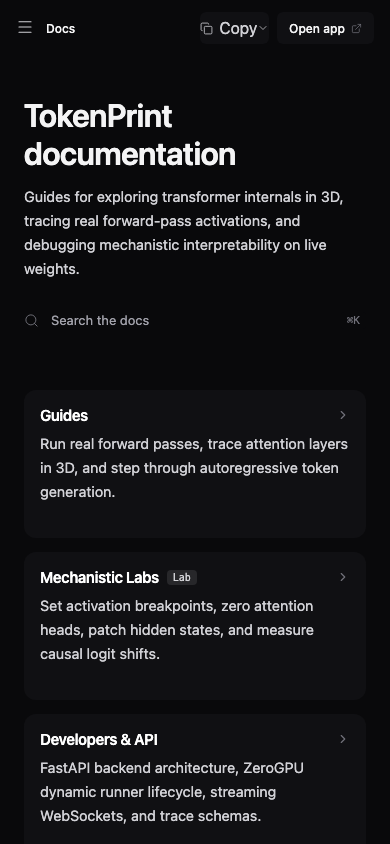 Docs
Copy
Open app
TokenPrint
documentation
Guides for exploring transformer internals in 3D,
tracing real forward-pass activations, and
debugging mechanistic interpretability on live
weights.
Search the docs
⌘K
Guides
Run real forward passes, trace attention layers
in 3D, and step through autoregressive token
generation.
Mechanistic Labs Lab
Set activation breakpoints, zero attention
heads, patch hidden states, and measure
causal logit shifts.
Developers & API
FastAPI backend architecture, ZeroGPU
dynamic runner lifecycle, streaming
WebSockets, and trace schemas.